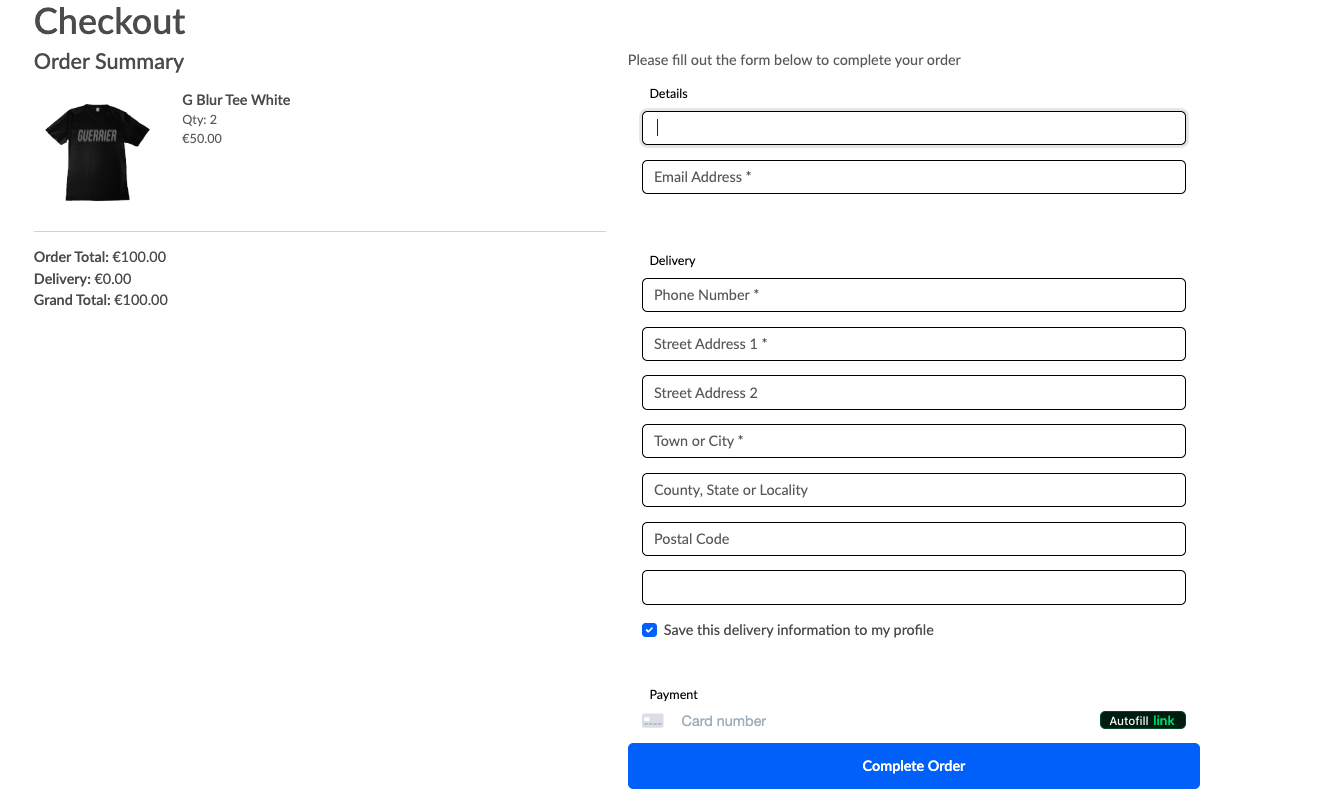 Checkout
Order Summary
GUERRIER
G Blur Tee White
Qty: 2
€50.00
Order Total: €100.00
Delivery: €0.00
Grand Total: €100.00
Please fill out the form below to complete your order
Details
Email Address *
Delivery
Phone Number *
Street Address 1 *
Street Address 2
Town or City *
County, State or Locality
Postal Code
Save this delivery information to my profile
Payment
Card number
Autofill link
Complete Order